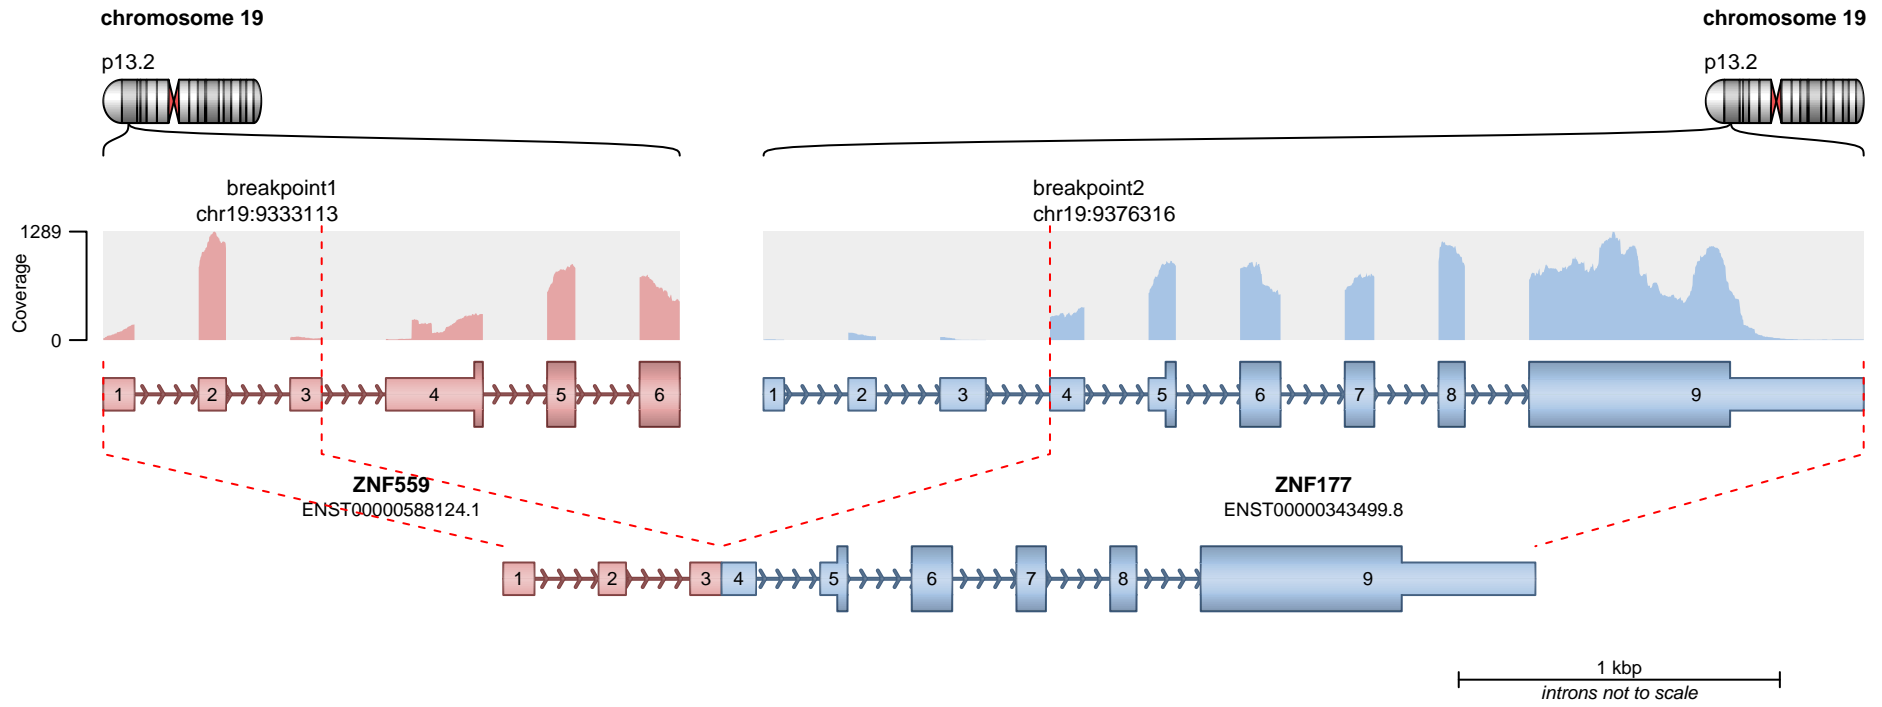 chromosome 19
chromosome 19
p13.2
p13.2
breakpoint1
chr19:9333113
breakpoint2
chr19:9376316
1289
Coverage
0
1 2 3 4 5 6
1 2 3 4 5 6 7 8 9
ZNF559
ENST00000588124.1
ZNF177
ENST00000343499.8
1 2 3 4 5 6 7 8 9
1 kbp
introns not to scale